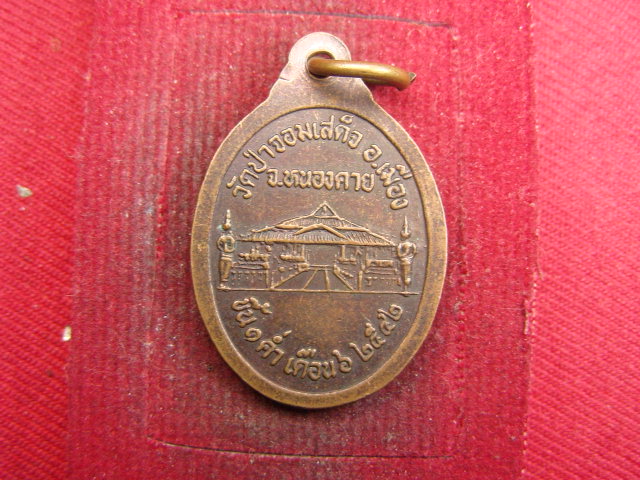 วัดป่าจอมเสด็จ อ.เมือง
จ.หนองคาย
ขึ้น ๑ ค่ำ เดือน ๖ ๒๕๔๒